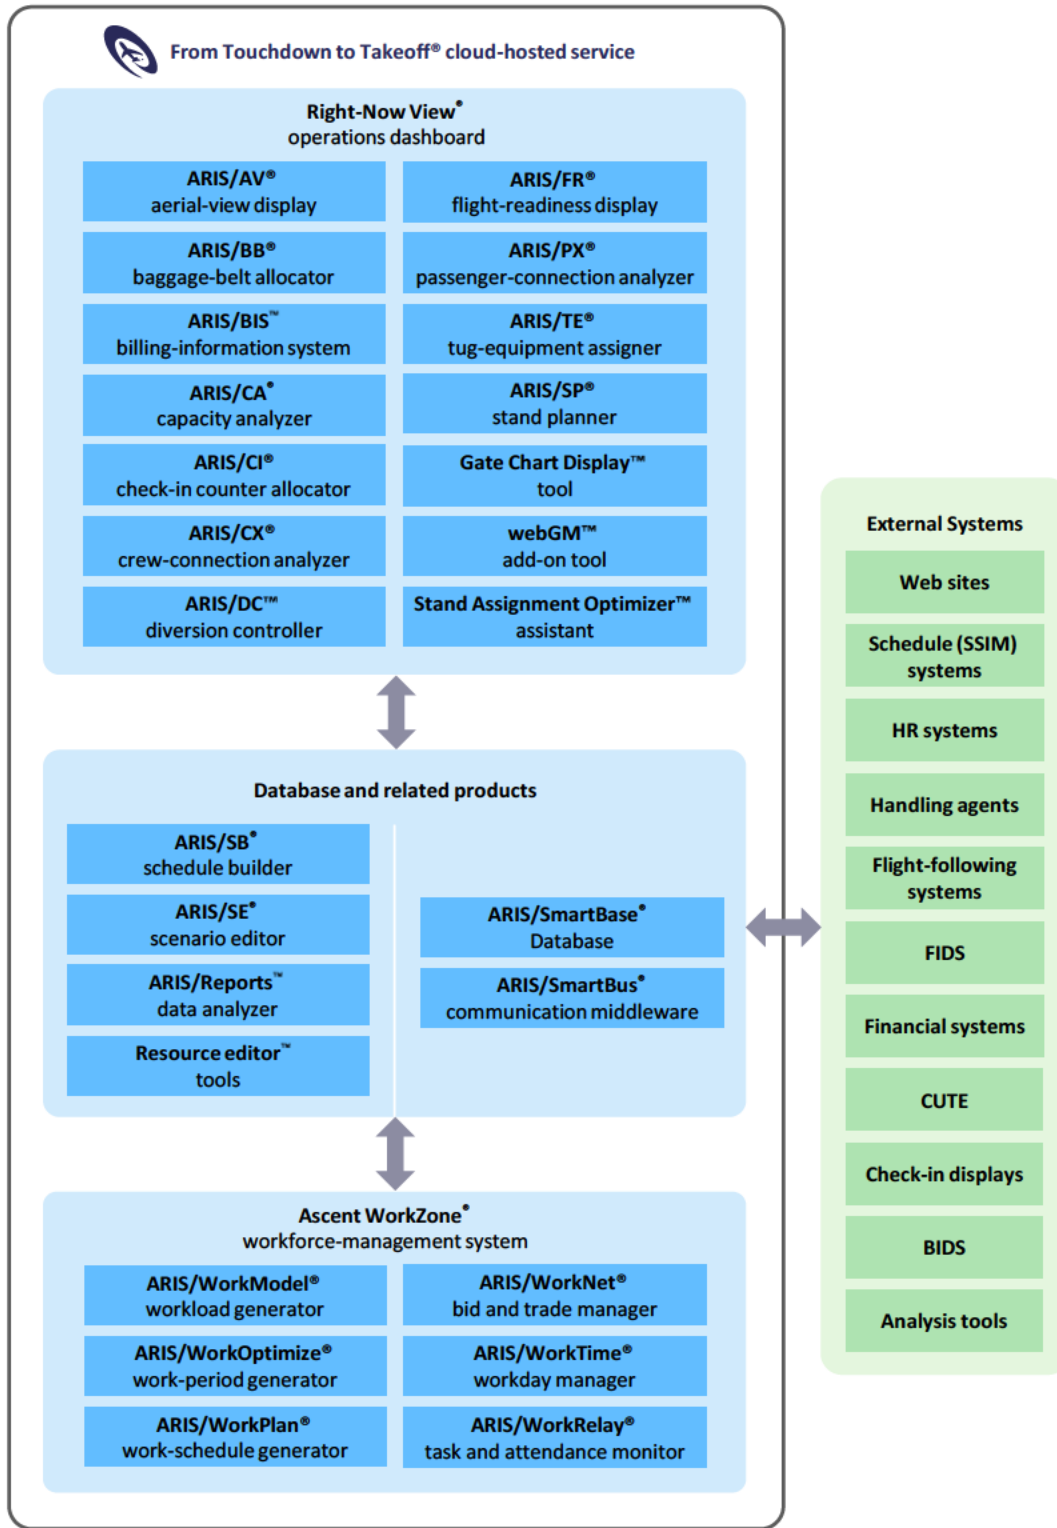 From Touchdown to Takeoff® cloud-hosted service
Right-Now View®
operations dashboard
ARIS/AV®
aerial-view display
ARIS/FR®
flight-readiness display
ARIS/BB®
baggage-belt allocator
ARIS/PX®
passenger-connection analyzer
ARIS/BIS™
billing-information system
ARIS/TE®
tug-equipment assigner
ARIS/CA®
capacity analyzer
ARIS/SP®
stand planner
ARIS/CI®
check-in counter allocator
Gate Chart Display™
tool
ARIS/CX®
crew-connection analyzer
webGM™
add-on tool
ARIS/DC™
diversion controller
Stand Assignment Optimizer™
assistant
Database and related products
ARIS/SB®
schedule builder
ARIS/SE®
scenario editor
ARIS/Reports™
data analyzer
Resource editor™
tools
ARIS/SmartBase®
Database
ARIS/SmartBus®
communication middleware
Ascent WorkZone®
workforce-management system
ARIS/WorkModel®
workload generator
ARIS/WorkNet®
bid and trade manager
ARIS/WorkOptimize®
work-period generator
ARIS/WorkTime®
workday manager
ARIS/WorkPlan®
work-schedule generator
ARIS/WorkRelay®
task and attendance monitor
External Systems
Web sites
Schedule (SSIM)
systems
HR systems
Handling agents
Flight-following
systems
FIDS
Financial systems
CUTE
Check-in displays
BIDS
Analysis tools